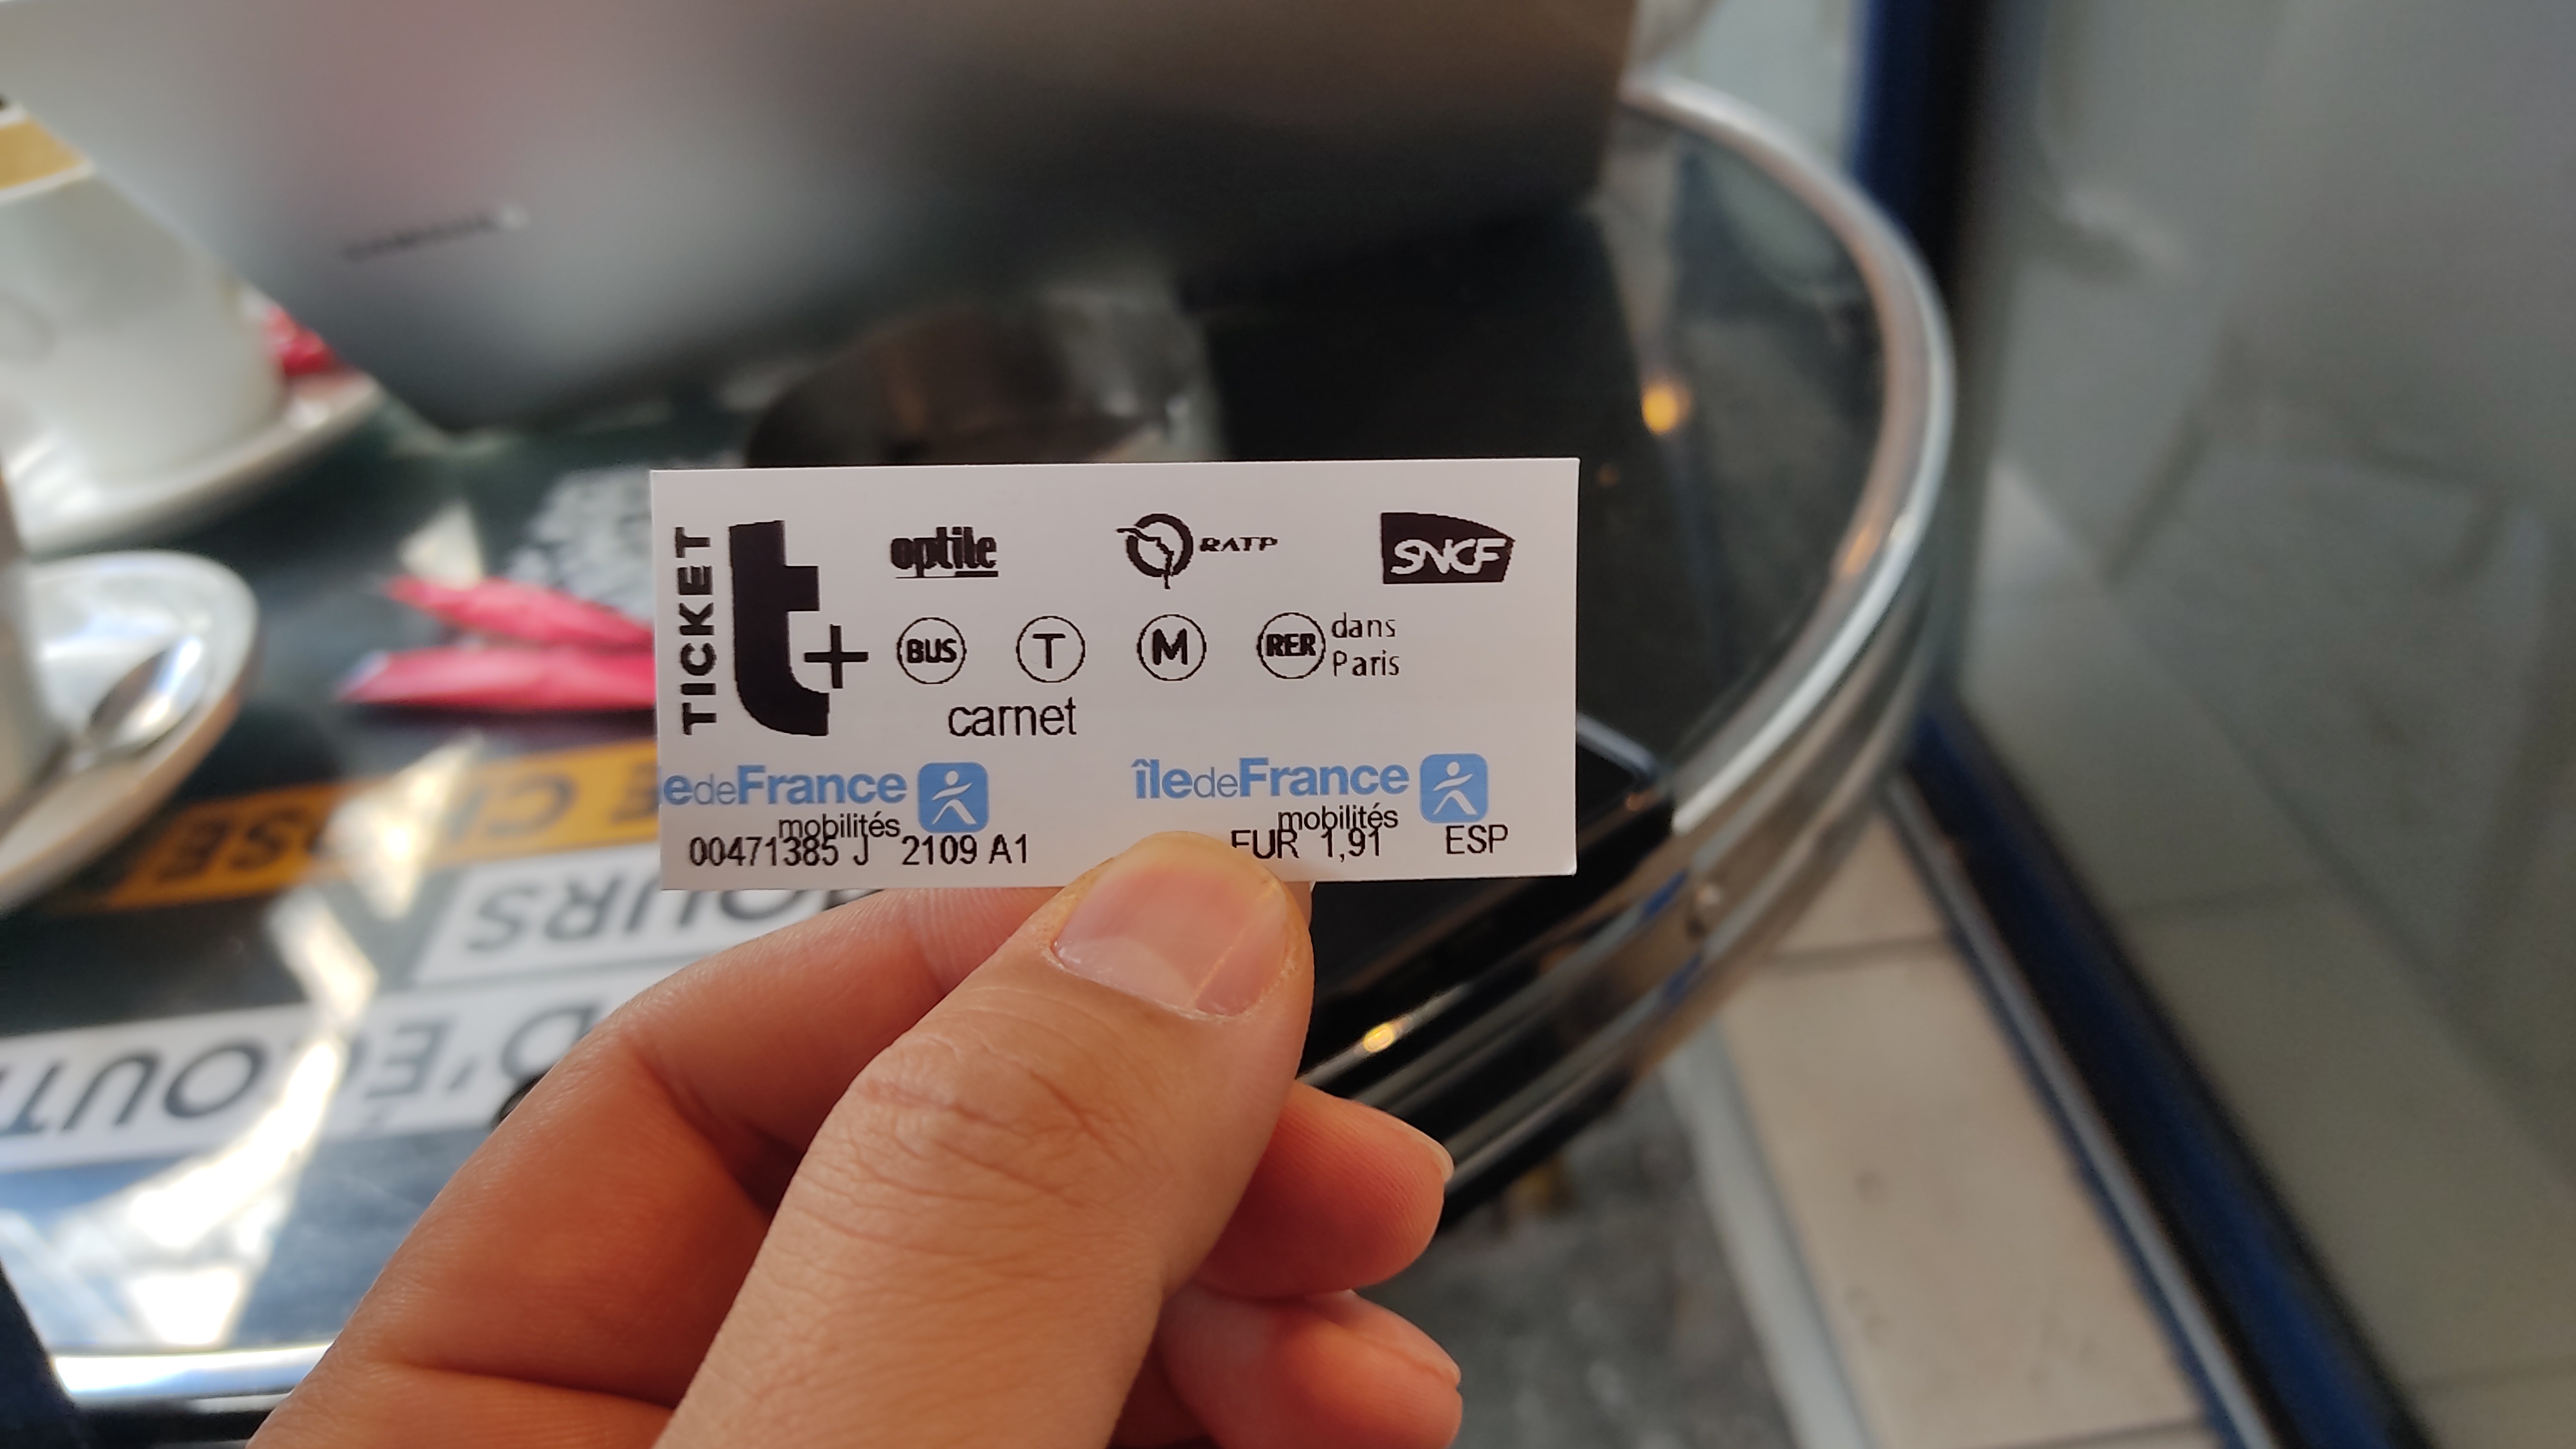 TICKET
t+
optile
RATP
SNCF
BUS
T
M
RER
dans
Paris
carnet
îledeFrance
mobilités
îledeFrance
mobilités
00471385 J 2109 A1
EUR 1,91 ESP
D'ÉCOUT